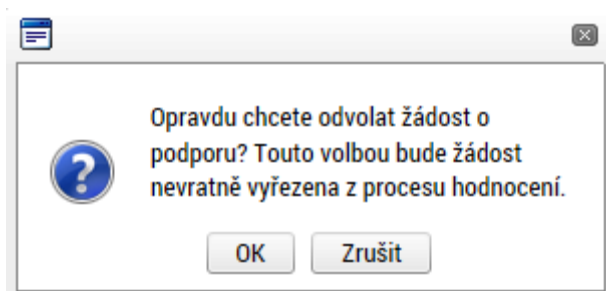 Opravdu chcete odvolat žádost o
podporu? Touto volbou bude žádost
nevratně vyřezena z procesu hodnocení.
OK
Zrušit